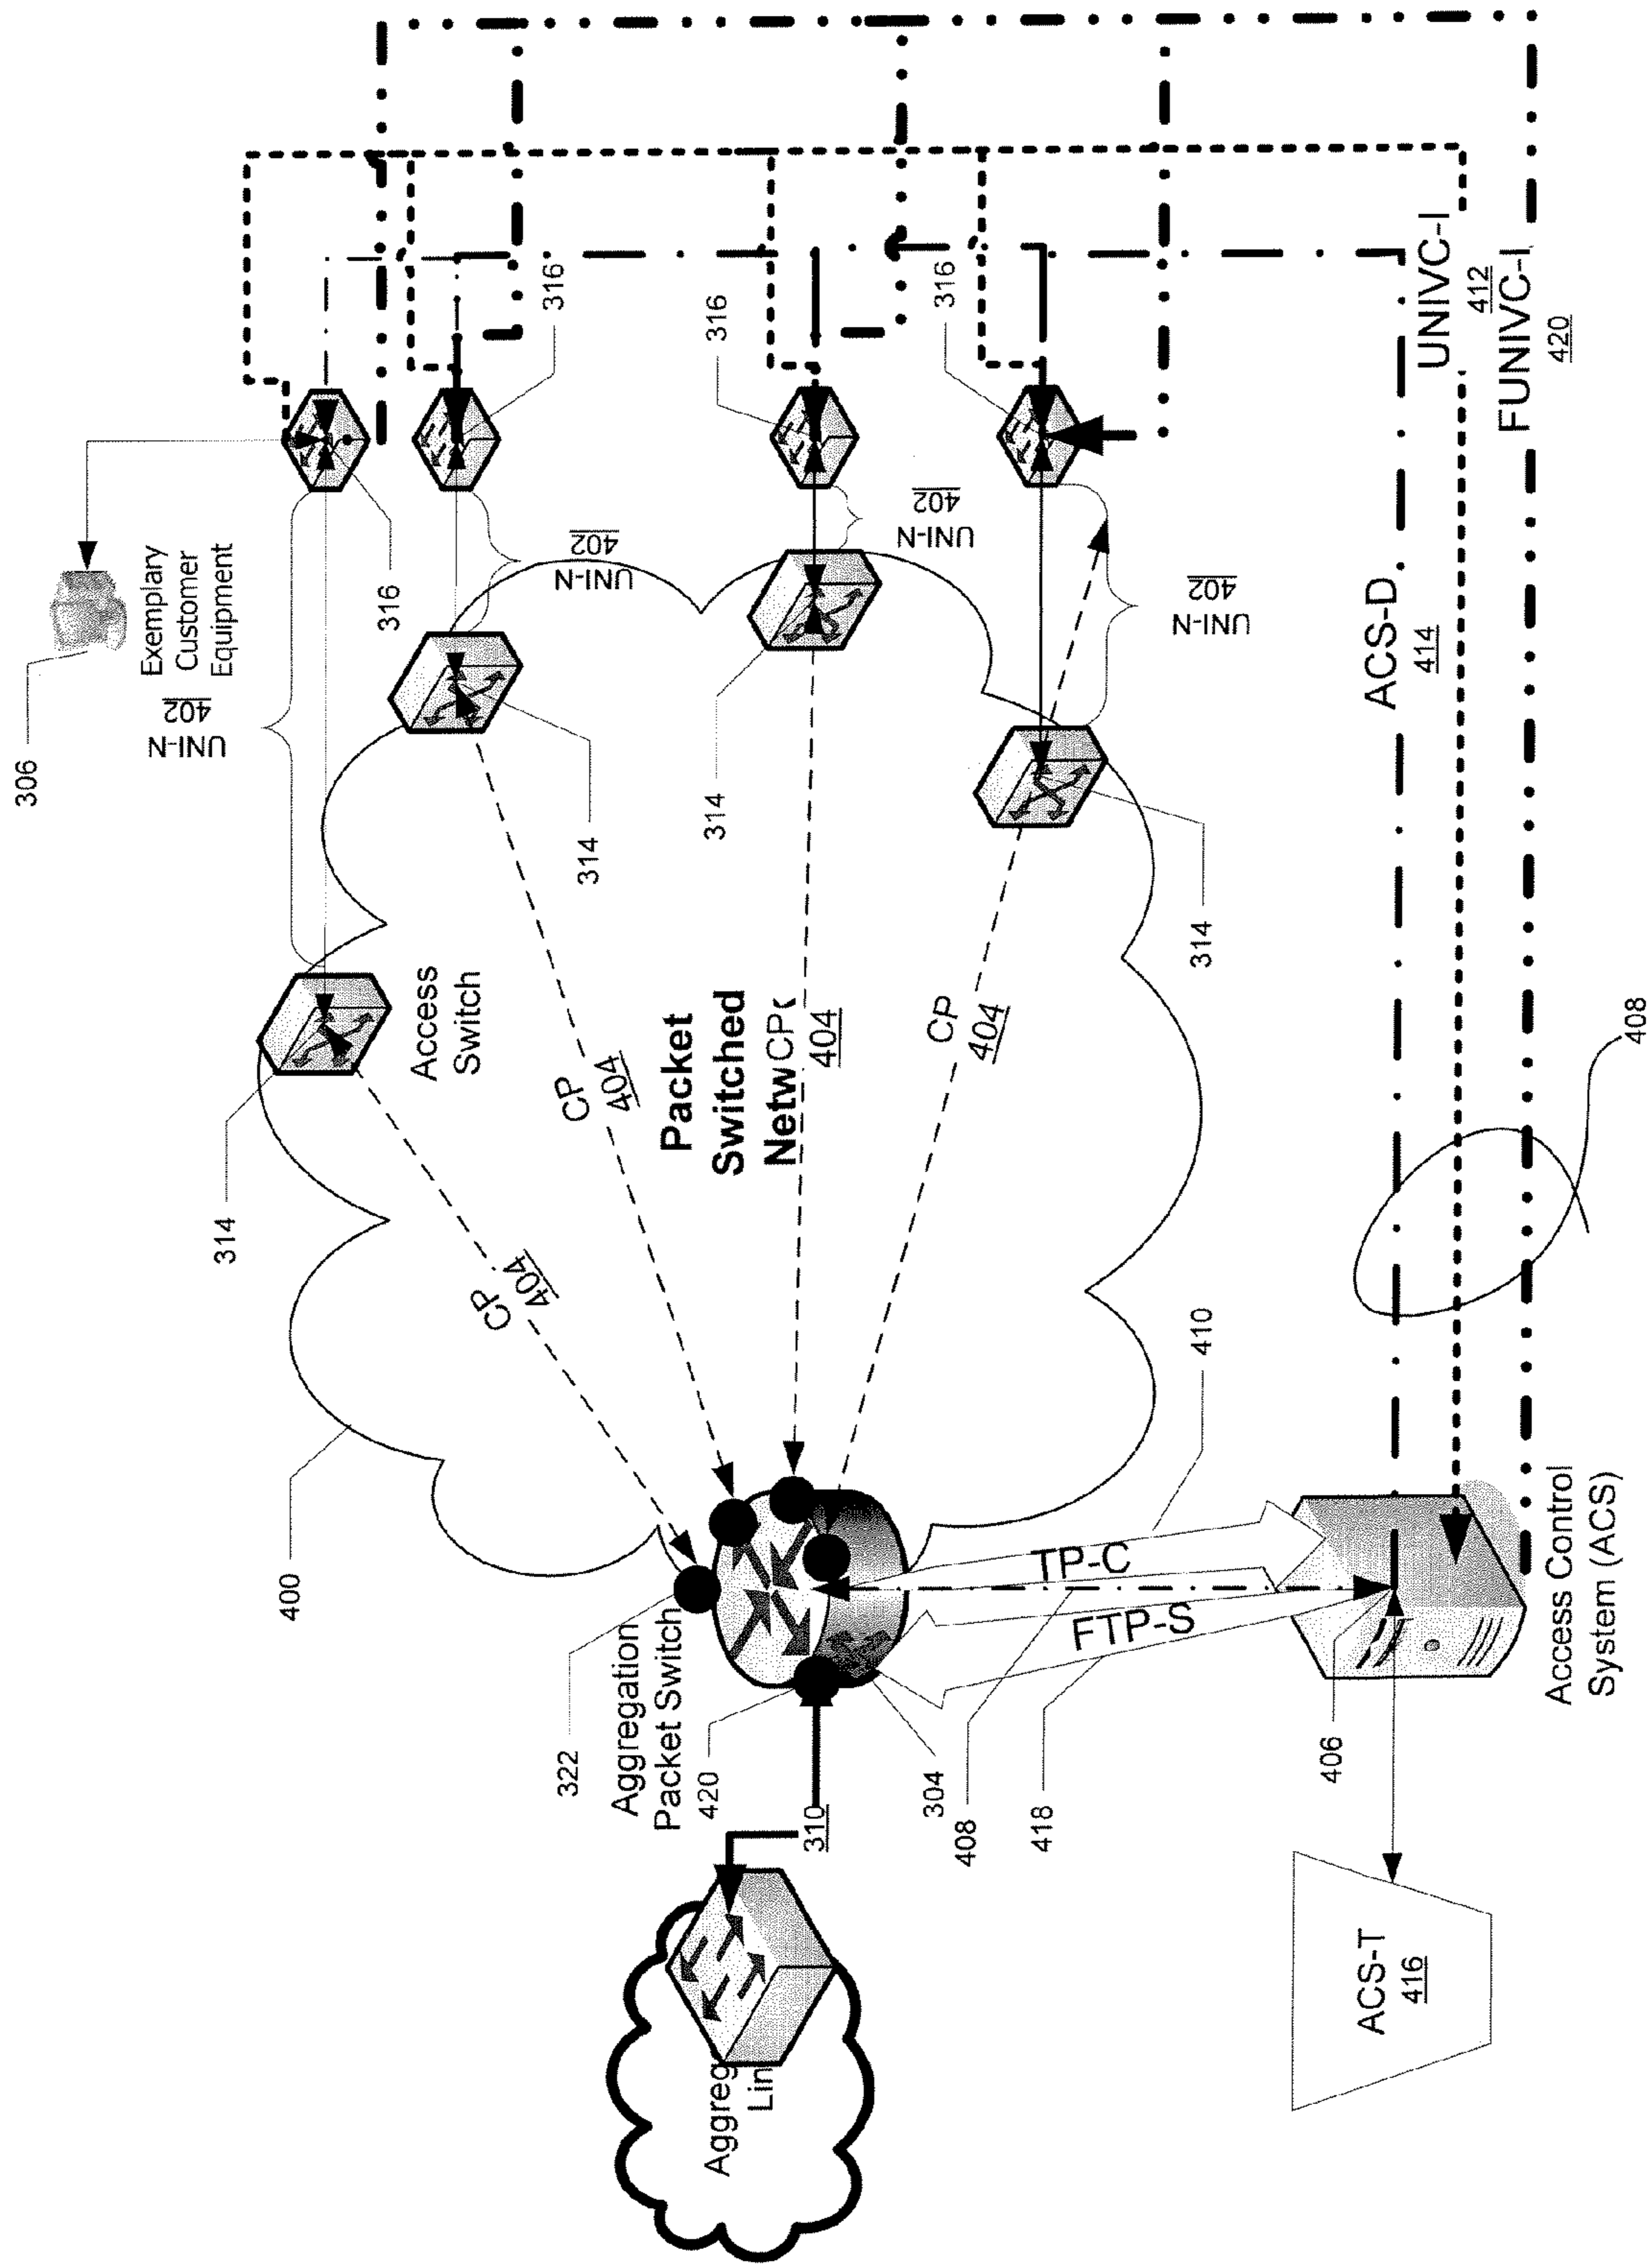 306
Exemplary
Customer
Equipment
UNI-N
402
314
400
316
Access
Switch
CP
404
316
322
CP
404
314
UNI-N
402
Aggregation
Packet Switch
Packet
Switched
Netw
CP
404
420
314
316
Aggreg
Lin
310
304
CP
404
UNI-N
402
316
408
418
TP-C
FTP-S
410
314
UNI-N
402
406
ACS-T
416
ACS-D
414
UNIVC-I
412
FUNIVC-I
420
Access Control
System (ACS)
408